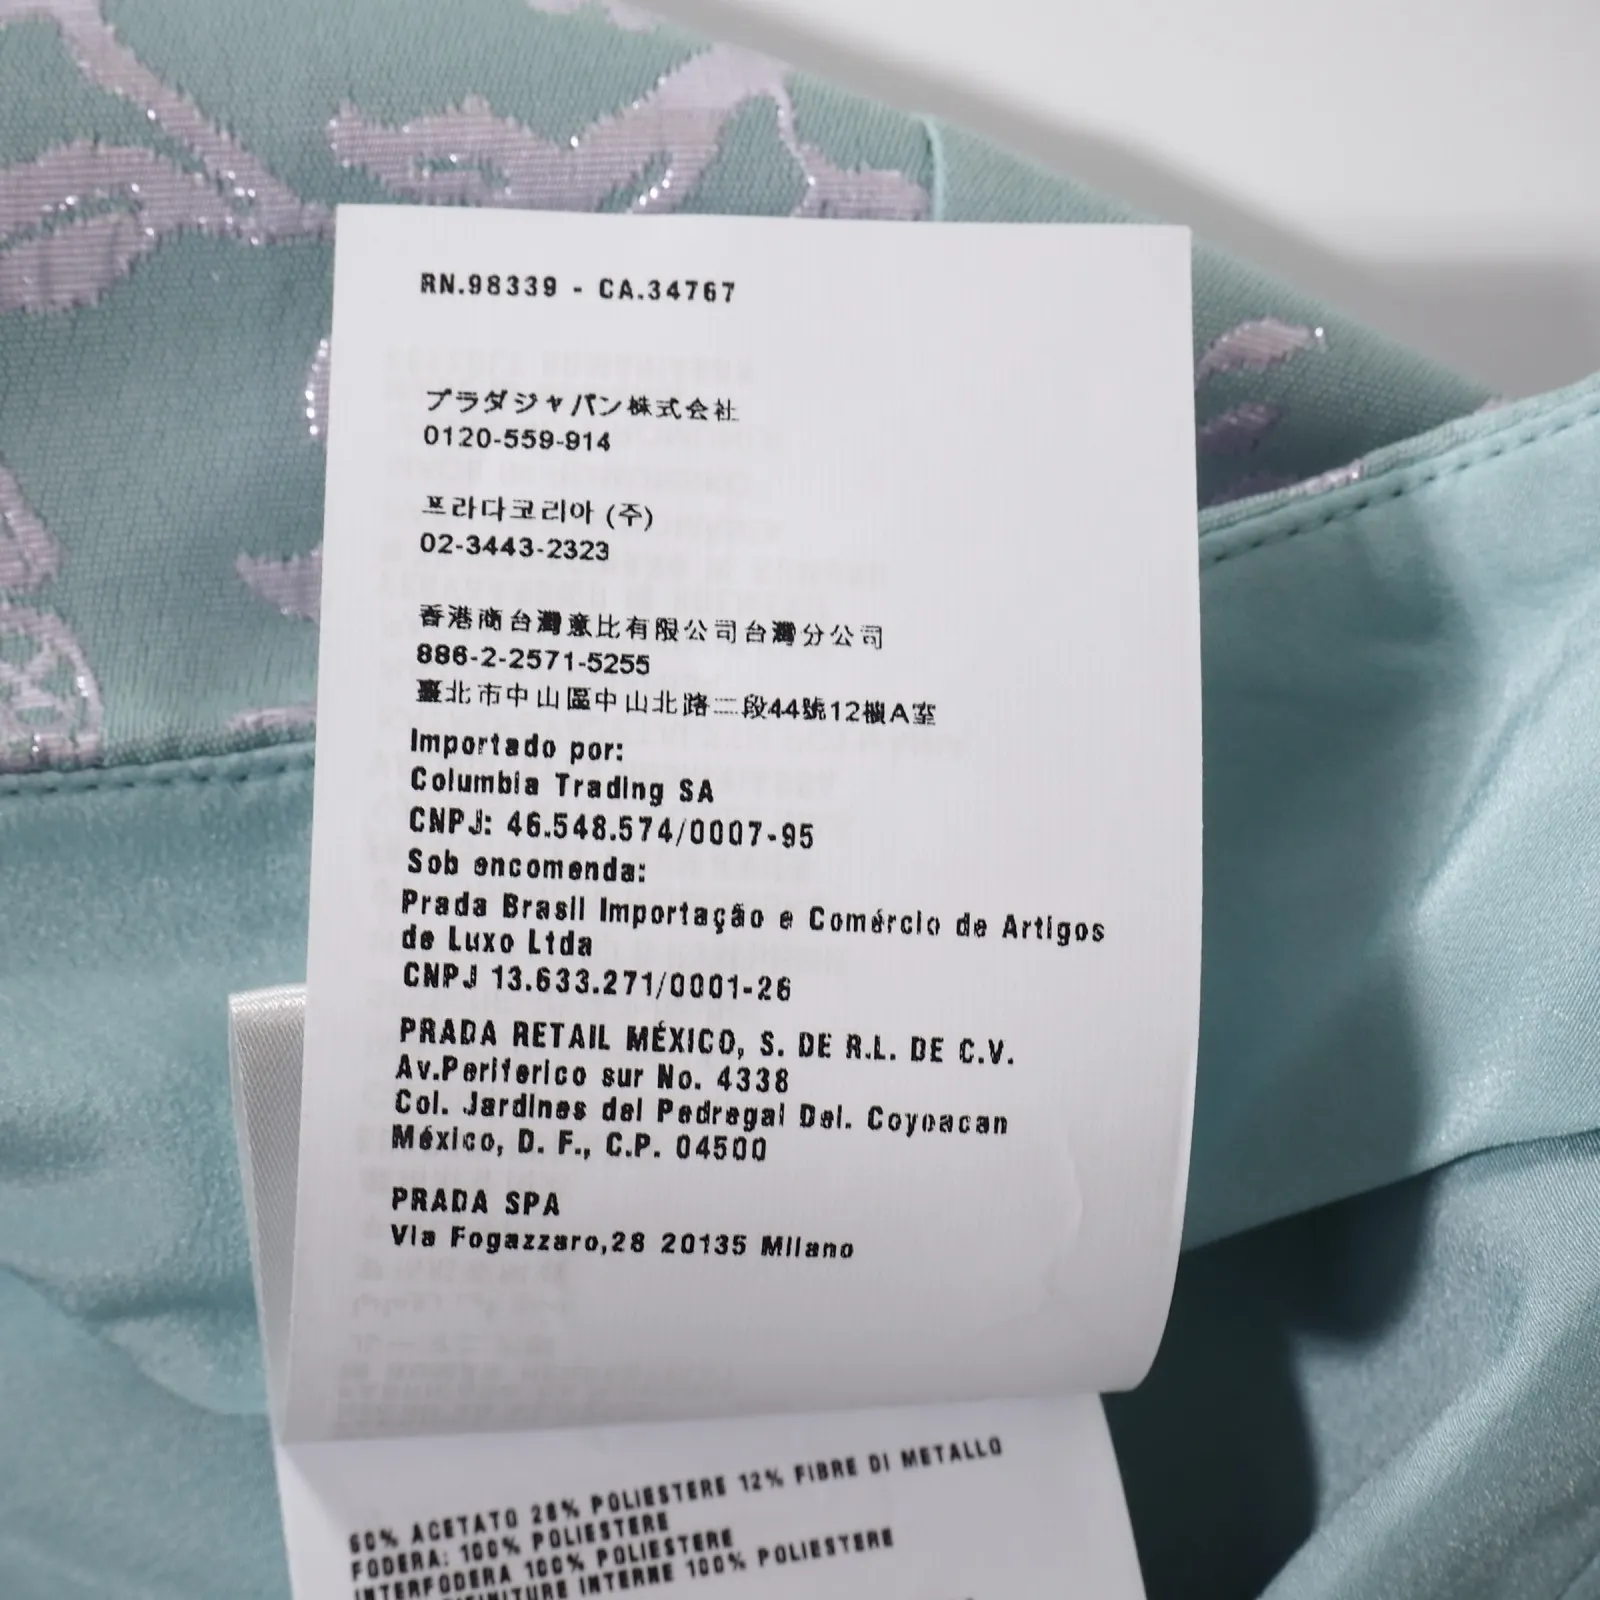 RN.98339 - CA.34767
プラダジャパン株式会社
0120-559-914
프라다코리아 (주)
02-3443-2323
香港商台灣意比有限公司台灣分公司
886-2-2571-5255
臺北市中山區中山北路二段44號12樓A室
Importado por:
Columbia Trading SA
CNPJ: 46.548.574/0007-95
Sob encomenda:
Prada Brasil Importação e Comércio de Artigos
de Luxo Ltda
CNPJ 13.633.271/0001-26
PRADA RETAIL MÉXICO, S. DE R.L. DE C.V.
Av.Periferico sur No. 4338
Col. Jardines del Pedregal Del. Coyoacan
México, D. F., C.P. 04500
PRADA SPA
Via Fogazzaro,28 20135 Milano
60% ACETATO 28% POLIESTERE 12% FIBRE DI METALLO
FODERA: 100% POLIESTERE
INTERFODERA 100% POLIESTERE
INTERNE 100% POLIESTERE